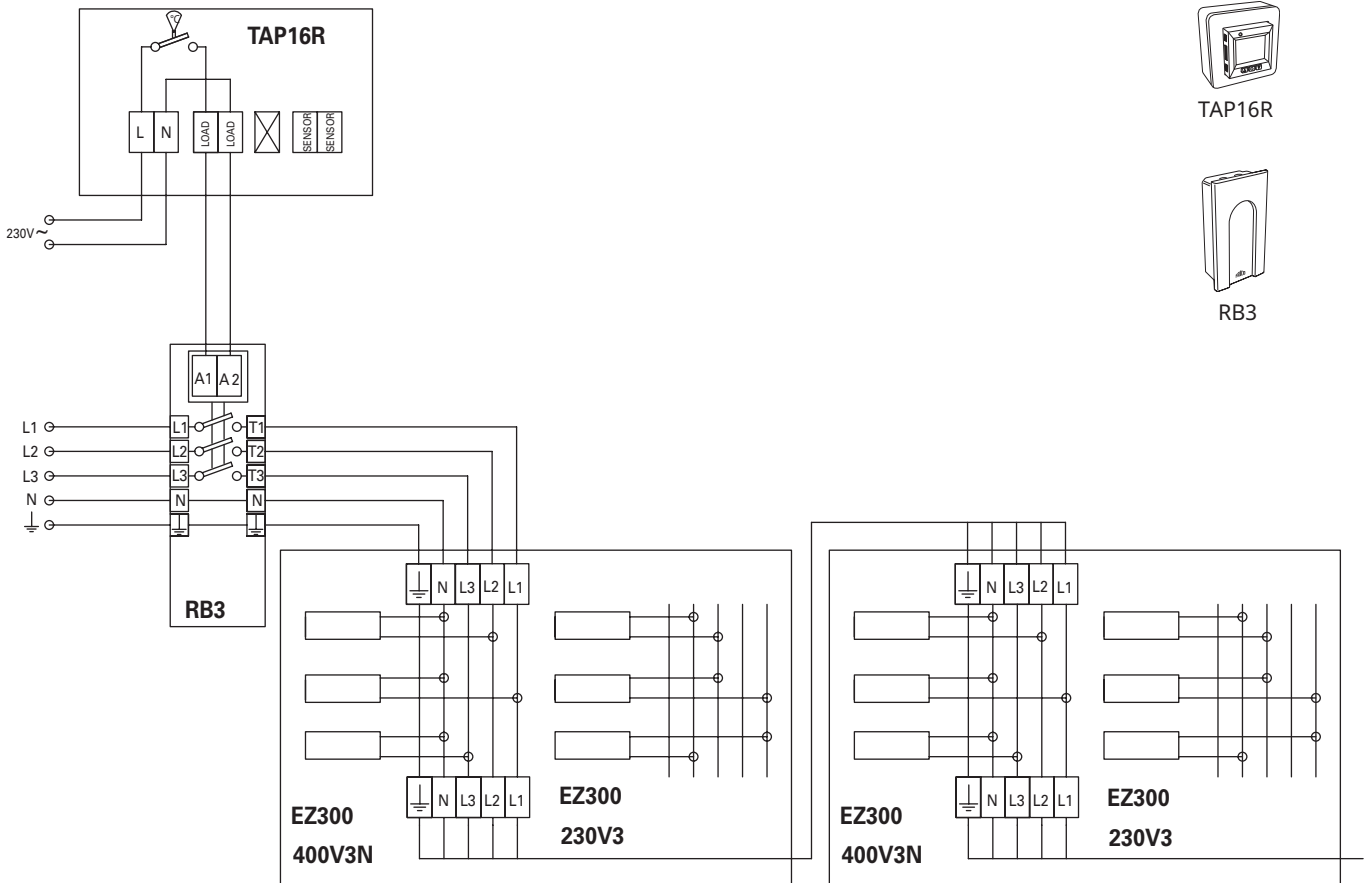 TAP16R
°C
L N LOAD LOAD SENSOR SENSOR
230V~
TAP16R
RB3
A1 A2
L1 L1 T1
L2 L2 T2
L3 L3 T3
N N N
RB3
N L3 L2 L1
N L3 L2 L1
EZ300
400V3N
EZ300
230V3
N L3 L2 L1
N L3 L2 L1
EZ300
400V3N
EZ300
230V3